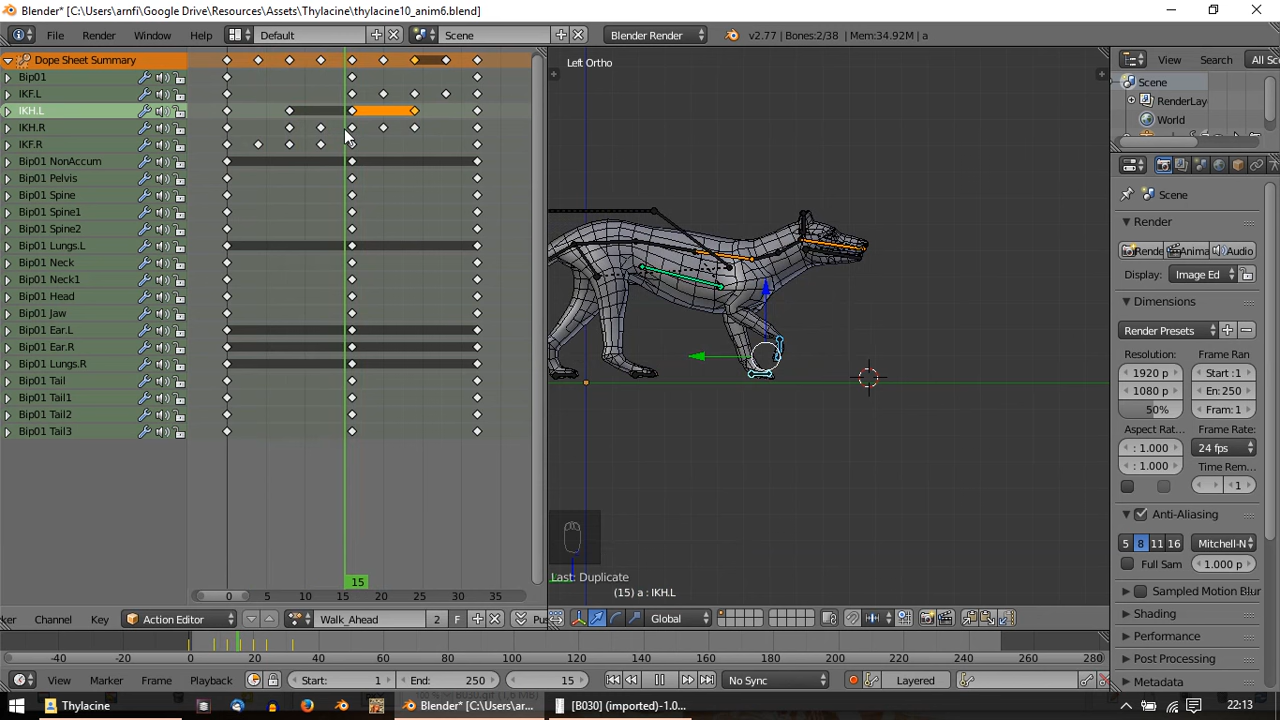 Blender* [C:\Users\arnfi\Google Drive\Resources\Assets\Thylacine\thylacine10_anim6.blend]
File Render Window Help Default Scene Blender Render v2.77 | Bones:2/38 | Mem:34.92M | a
Dope Sheet Summary
Bip01
IKF.L
IKH.L
IKH.R
IKF.R
Bip01 NonAccum
Bip01 Pelvis
Bip01 Spine
Bip01 Spine1
Bip01 Spine2
Bip01 Lungs.L
Bip01 Neck
Bip01 Neck1
Bip01 Head
Bip01 Jaw
Bip01 Ear.L
Bip01 Ear.R
Bip01 Lungs.R
Bip01 Tail
Bip01 Tail1
Bip01 Tail2
Bip01 Tail3
15
0 5 10 15 20 25 30 35
ker Channel Key Action Editor Walk_Ahead 2 F Pus
Left Ortho
Last: Duplicate
(15) a : IKH.L
Global
View Search All Sc
Scene
RenderLay
World
Scene
Render
Rende Anima Audio
Display: Image Ed
Dimensions
Render Presets
Resolution: Frame Ran
1920 p Start :1
1080 p En: 250
50% Fram: 1
Aspect Rat.. Frame Rate:
: 1.000 24 fps
: 1.000 Time Rem...
1
Anti-Aliasing
5 8 11 16 Mitchell-N
Full Sam : 1.000 p
Sampled Motion Blur
Shading
Performance
Post Processing
Metadata
-40 -20 0 20 40 60 80 100 120 140 160 180 200 220 240 260 280
View Marker Frame Playback Start: 1 End: 250 15 No Sync Layered
Thylacine Blender* [C:\Users\ar... [B030] (imported)-1.0... 22:13